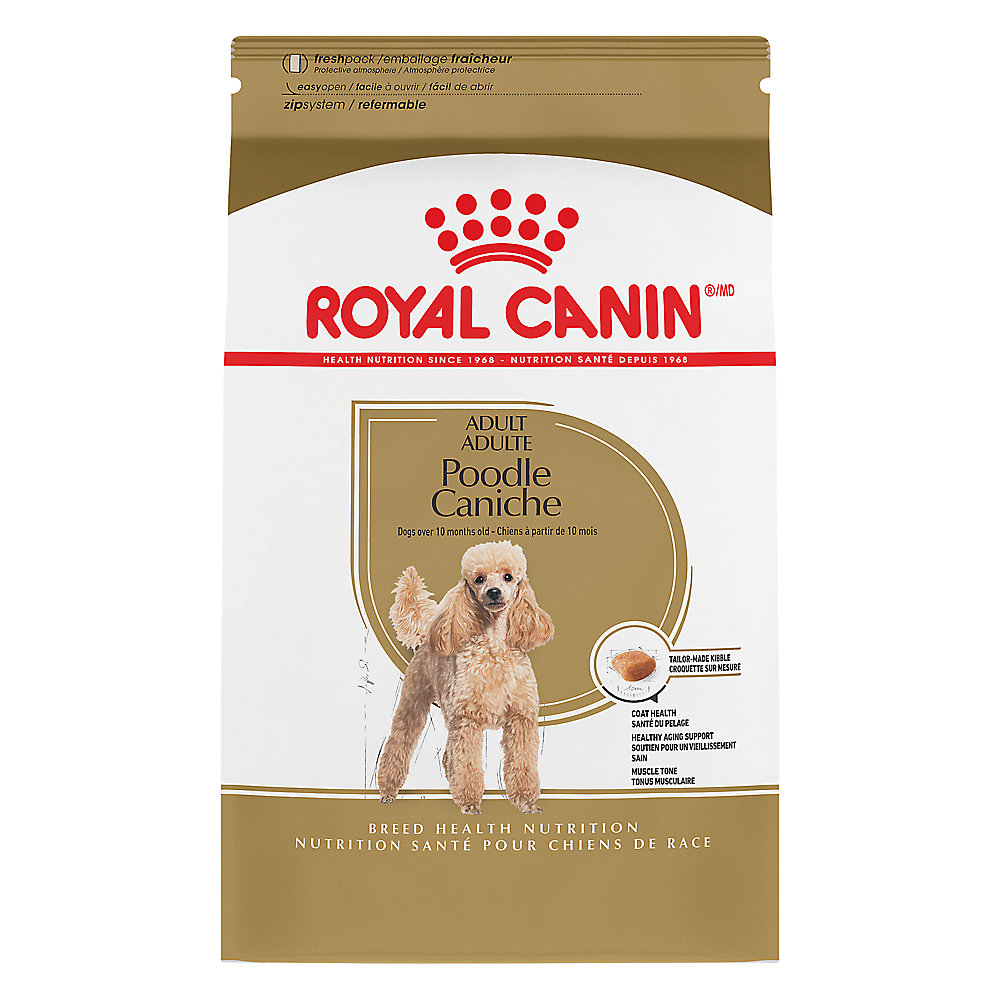 freshpack / emballage fraîcheur
Protective atmosphere / Atmosphère protectrice
easyopen / facile à ouvrir / fácil de abrir
zipsystem / refermable
ROYAL CANIN ®/MD
HEALTH NUTRITION SINCE 1968 - NUTRITION SANTÉ DEPUIS 1968
ADULT
ADULTE
Poodle
Caniche
Dogs over 10 months old - Chiens à partir de 10 mois
TAILOR-MADE KIBBLE
CROQUETTE SUR MESURE
1cm
COAT HEALTH
SANTÉ DU PELAGE
HEALTHY AGING SUPPORT
SOUTIEN POUR UN VIEILLISSEMENT
SAIN
MUSCLE TONE
TONUS MUSCULAIRE
BREED HEALTH NUTRITION
NUTRITION SANTÉ POUR CHIENS DE RACE